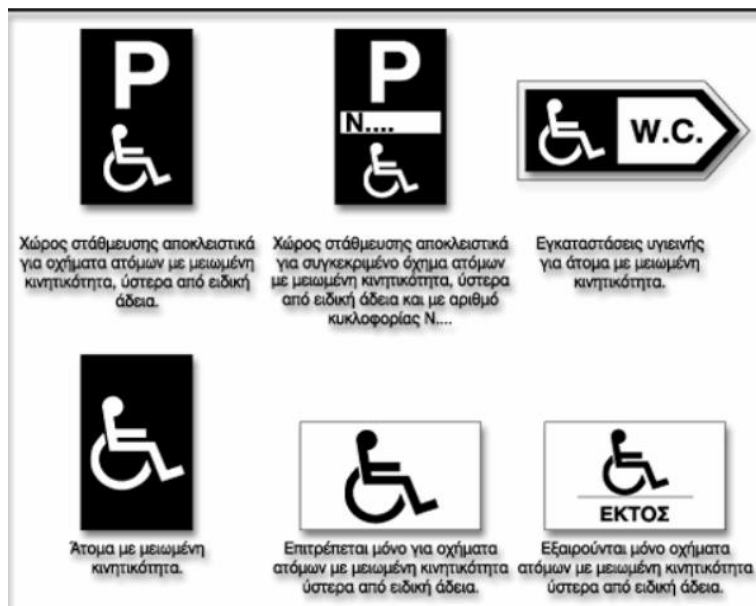 P
P
N....
W.C.
Χώρος στάθμευσης αποκλειστικά
για οχήματα ατόμων με μειωμένη
κινητικότητα, ύστερα από ειδική
άδεια.
Χώρος στάθμευσης αποκλειστικά
για συγκεκριμένο όχημα ατόμων
με μειωμένη κινητικότητα, ύστερα
από ειδική άδεια και με αριθμό
κυκλοφορίας Ν....
Εγκαταστάσεις υγιεινής
για άτομα με μειωμένη
κινητικότητα.
ΕΚΤΟΣ
Άτομα με μειωμένη
κινητικότητα.
Επιτρέπεται μόνο για οχήματα
ατόμων με μειωμένη κινητικότητα
ύστερα από ειδική άδεια.
Εξαιρούνται μόνο οχήματα
ατόμων με μειωμένη κινητικότητα
ύστερα από ειδική άδεια.